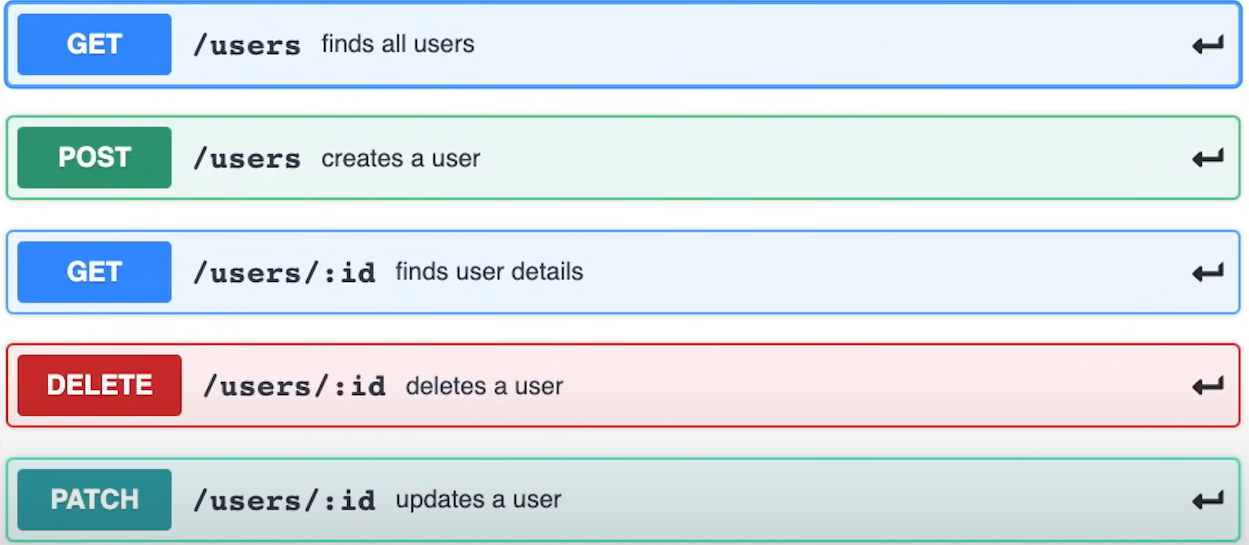 GET /users finds all users
POST /users creates a user
GET /users/:id finds user details
DELETE /users/:id deletes a user
PATCH /users/:id updates a user